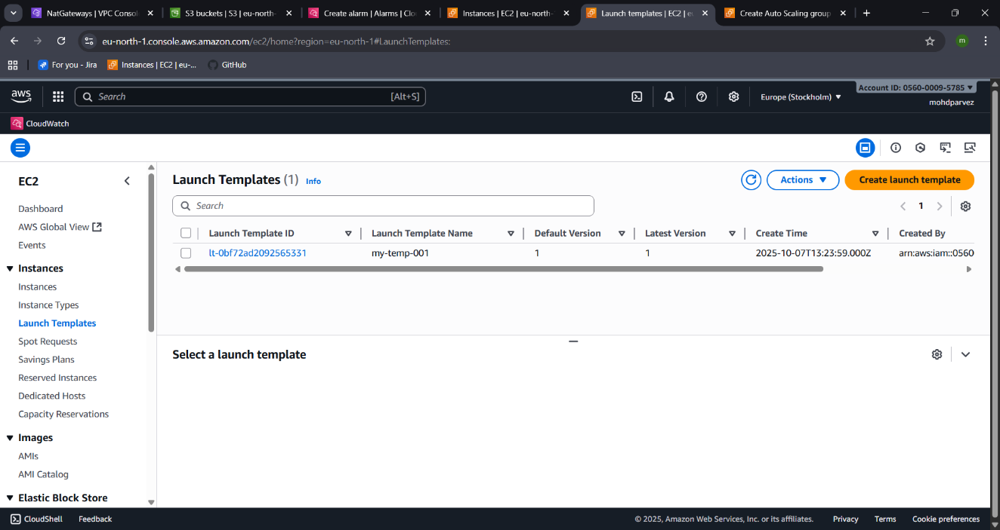 NatGateways | VPC Consol
S3 buckets | S3 | eu-north-
Create alarm | Alarms | Clo
Instances | EC2 | eu-north-
Launch templates | EC2 | eu
Create Auto Scaling group
eu-north-1.console.aws.amazon.com/ec2/home?region=eu-north-1#LaunchTemplates:
m
For you - Jira
Instances | EC2 | eu-...
GitHub
aws
Search
[Alt+S]
Europe (Stockholm)
Account ID: 0560-0009-5785
mohdparvez
CloudWatch
EC2
Dashboard
AWS Global View
Events
Instances
Instances
Instance Types
Launch Templates
Spot Requests
Savings Plans
Reserved Instances
Dedicated Hosts
Capacity Reservations
Images
AMIs
AMI Catalog
Elastic Block Store
Launch Templates (1) Info
Actions
Create launch template
Search
1
Launch Template ID Launch Template Name Default Version Latest Version Create Time Created By
lt-0bf72ad2092565331 my-temp-001 1 1 2025-10-07T13:23:59.000Z arn:aws:iam::0560
Select a launch template
CloudShell Feedback © 2025, Amazon Web Services, Inc. or its affiliates. Privacy Terms Cookie preferences